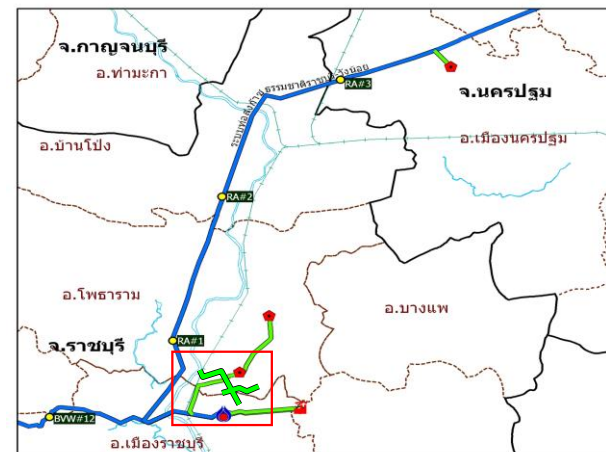 จ.กาญจนบุรี
อ.ท่ามะกา
RA#3
จ.นครปฐม
อ.เมืองนครปฐม
อ.บ้านโป่ง
RA#2
อ.โพธาราม
อ.บางแพ
RA#1
จ.ราชบุรี
BVW#12
อ.เมืองราชบุรี